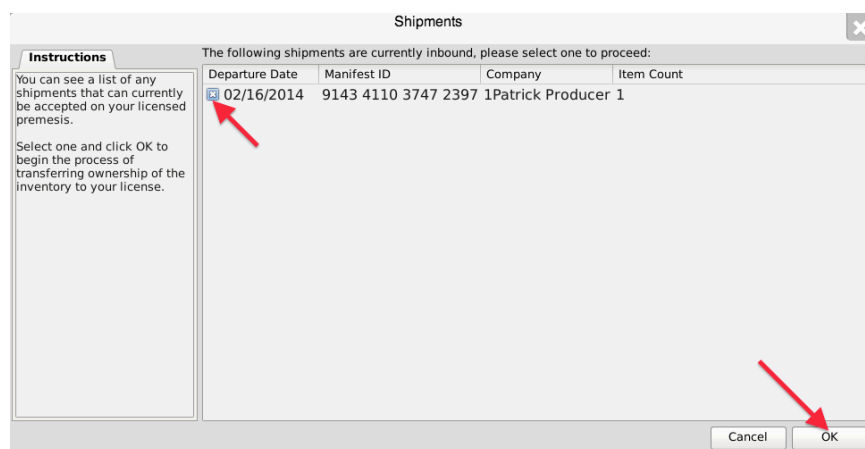 Shipments
Instructions
You can see a list of any
shipments that can currently
be accepted on your licensed
premesis.
Select one and click OK to
begin the process of
transferring ownership of the
inventory to your license.
The following shipments are currently inbound, please select one to proceed:
Departure Date Manifest ID Company Item Count
02/16/2014 9143 4110 3747 2397 1Patrick Producer 1
Cancel OK